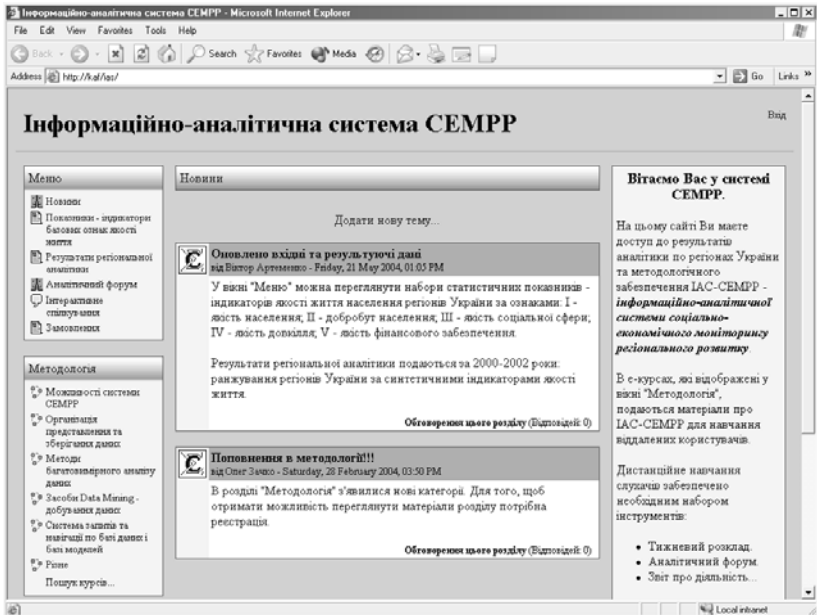 Інформаційно-аналітична система СЕМРР - Microsoft Internet Explorer
File Edit View Favorites Tools Help
Back Search Favorites Media
Address http://kaf/ias/ Go Links »
Інформаційно-аналітична система СЕМРР
Вхід
Меню
Новини
Показники - індикатори
базових ознак якості
життя
Результати регіональної
аналітики
Аналітичний форум
Інтерактивне
спілкування
Замовлення
Методологія
Можливості системи
СЕМРР
Організація
представлення та
зберігання даних
Методи
багатовимірного аналізу
даних
Засоби Data Mining -
добування даних
Система запитів та
навігації по базі даних і
базі моделей
Різне
Пошук курсів...
Новини
Додати нову тему...
Оновлено вхідні та результуючі дані
від Віктор Артеменко - Friday, 21 May 2004, 01:05 PM
У вікні "Меню" можна переглянути набори статистичних показників -
індикаторів якості життя населення регіонів України за ознаками: I -
якість населення; II - добробут населення; III - якість соціальної сфери;
IV - якість довкілля; V - якість фінансового забезпечення.
Результати регіональної аналітики подаються за 2000-2002 роки:
ранжування регіонів України за синтетичними індикаторами якості
життя.
Обговорення цього розділу (Відповідей: 0)
Поповнення в методології!!!
від Олег Зачко - Saturday, 28 February 2004, 03:50 PM
В розділі "Методологія" з'явилися нові категорії. Для того, щоб
отримати можливість переглянути матеріали розділу потрібна
реєстрація.
Обговорення цього розділу (Відповідей: 0)
Вітаємо Вас у системі
СЕМРР.
На цьому сайті Ви маєте
доступ до результатів
аналітики по регіонах України
та методологічного
забезпечення ІАС-СЕМРР -
інформаційно-аналітичної
системи соціально-
економічного моніторингу
регіонального розвитку.
В е-курсах, які відображені у
вікні "Методологія",
подаються матеріали про
ІАС-СЕМРР для навчання
віддалених користувачів.
Дистанційне навчання
слухачів забезпечено
необхідним набором
інструментів:
• Тижневий розклад.
• Аналітичний форум.
• Звіт про діяльність...
Local intranet